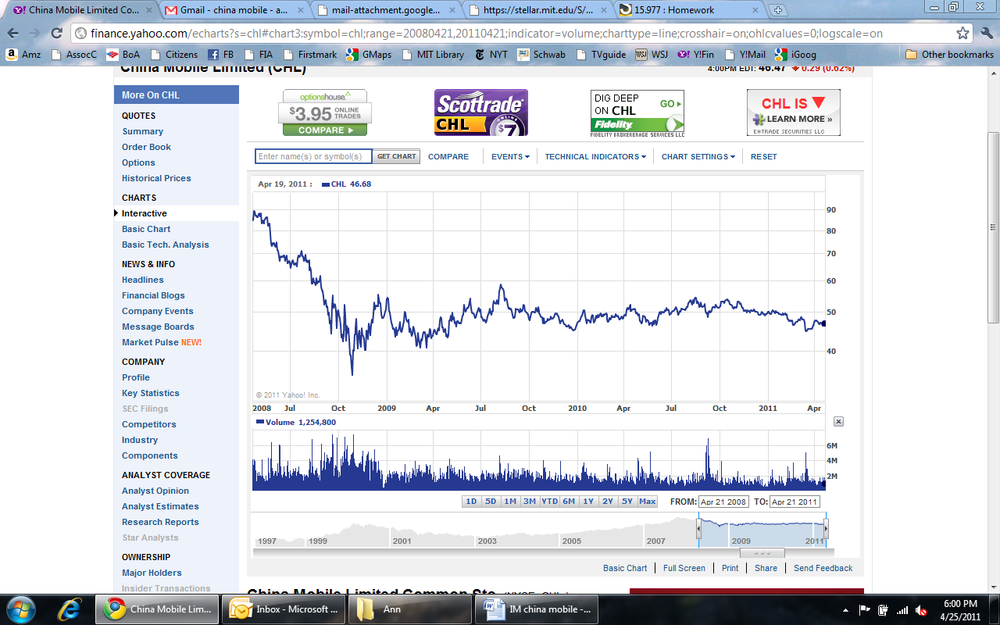 China Mobile Limited Co...
Gmail - china mobile - a...
mail-attachment.google...
https://stellar.mit.edu/S/...
15.977 : Homework
finance.yahoo.com/echarts?s=chl#chart3:symbol=chl;range=20080421,20110421;indicator=volume;charttype=line;crosshair=on;ohlcvalues=0;logscale=on
Amz AssocC BoA Citizens FB FIA Firstmark GMaps MIT Library NYT Schwab TVguide WSJ Y!Fin Y!Mail iGoog Other bookmarks
China Mobile Limited (CHL)
4:00PM EDT: 46.47 0.29 (0.62%)
More On CHL
QUOTES
Summary
Order Book
Options
Historical Prices
CHARTS
Interactive
Basic Chart
Basic Tech. Analysis
NEWS & INFO
Headlines
Financial Blogs
Company Events
Message Boards
Market Pulse NEW!
COMPANY
Profile
Key Statistics
SEC Filings
Competitors
Industry
Components
ANALYST COVERAGE
Analyst Opinion
Analyst Estimates
Research Reports
Star Analysts
OWNERSHIP
Major Holders
Insider Transactions
optionshouse
$3.95 ONLINE TRADES
COMPARE
Scottrade
CHL
ONLINE $7
DIG DEEP
ON CHL
GO
Fidelity
FIDELITY BROKERAGE SERVICES LLC
CHL IS
LEARN MORE »
E*TRADE SECURITIES LLC
Enter name(s) or symbol(s) GET CHART COMPARE EVENTS TECHNICAL INDICATORS CHART SETTINGS RESET
Apr 19, 2011 : CHL 46.68
90
80
70
60
50
40
© 2011 Yahoo! Inc.
2008 Jul Oct 2009 Apr Jul Oct 2010 Apr Jul Oct 2011 Apr
Volume 1,254,800
6M
4M
2M
1D 5D 1M 3M YTD 6M 1Y 2Y 5Y Max FROM: Apr 21 2008 TO: Apr 21 2011
1997 1999 2001 2003 2005 2007 2009 2011
Basic Chart Full Screen Print Share Send Feedback
China Mobile Limited Common Sto (NYSE: CHL)
China Mobile Lim...
Inbox - Microsoft ...
Ann
IM china mobile -...
6:00 PM
4/25/2011